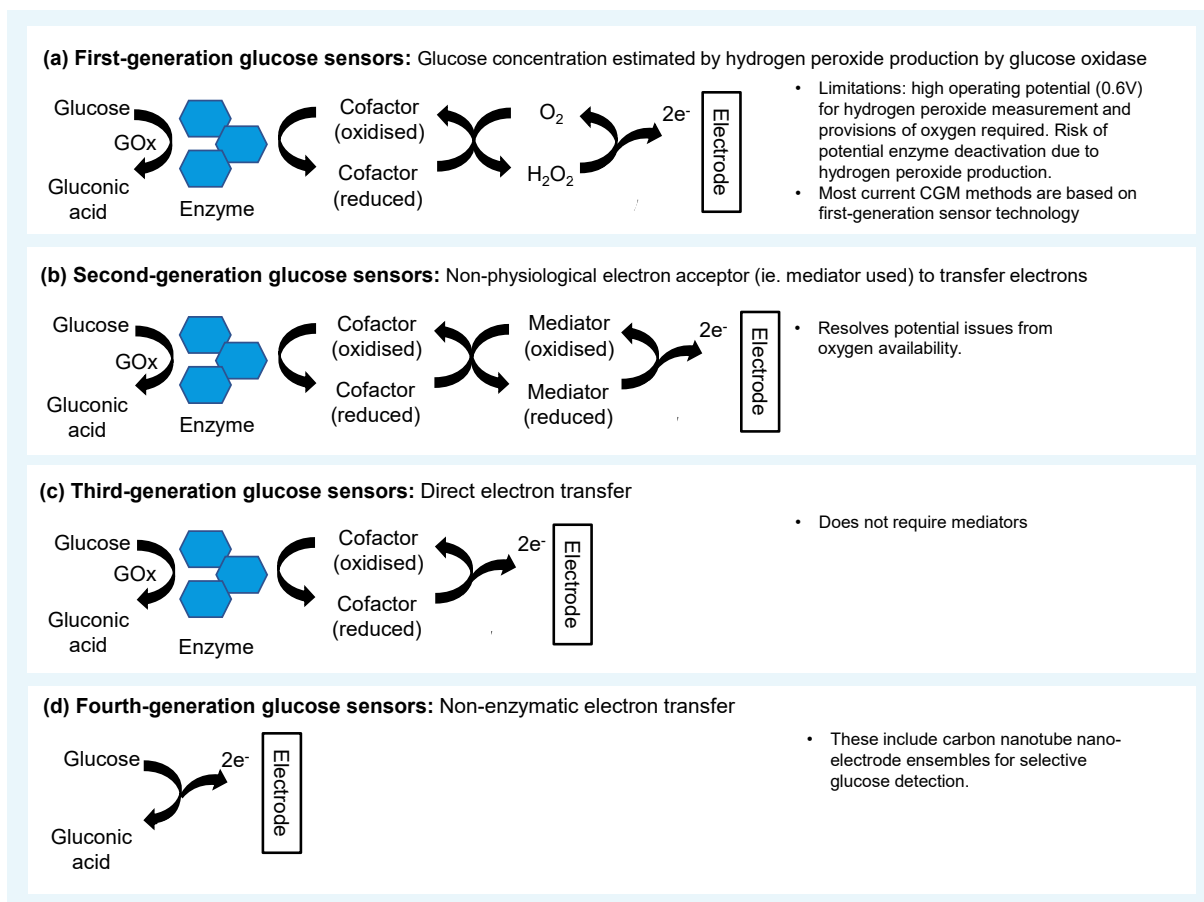 (a) First-generation glucose sensors: Glucose concentration estimated by hydrogen peroxide production by glucose oxidase
Glucose
GOx
Gluconic
acid
Enzyme
Cofactor
(oxidised)
Cofactor
(reduced)
O2
H2O2
2e-
Electrode
• Limitations: high operating potential (0.6V)
for hydrogen peroxide measurement and
provisions of oxygen required. Risk of
potential enzyme deactivation due to
hydrogen peroxide production.
• Most current CGM methods are based on
first-generation sensor technology
(b) Second-generation glucose sensors: Non-physiological electron acceptor (ie. mediator used) to transfer electrons
Glucose
GOx
Gluconic
acid
Enzyme
Cofactor
(oxidised)
Cofactor
(reduced)
Mediator
(oxidised)
Mediator
(reduced)
2e-
Electrode
• Resolves potential issues from
oxygen availability.
(c) Third-generation glucose sensors: Direct electron transfer
Glucose
GOx
Gluconic
acid
Enzyme
Cofactor
(oxidised)
Cofactor
(reduced)
2e-
Electrode
• Does not require mediators
(d) Fourth-generation glucose sensors: Non-enzymatic electron transfer
Glucose
Gluconic
acid
2e-
Electrode
• These include carbon nanotube nano-
electrode ensembles for selective
glucose detection.